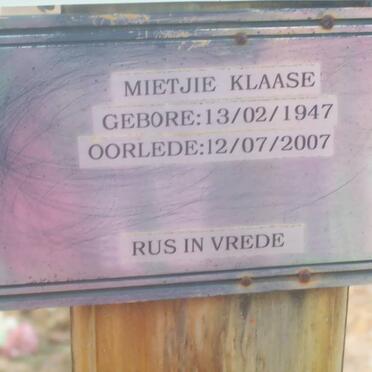 MIETJIE KLAASE
GEBORE:13/02/1947
OORLEDE:12/07/2007
RUS IN VREDE